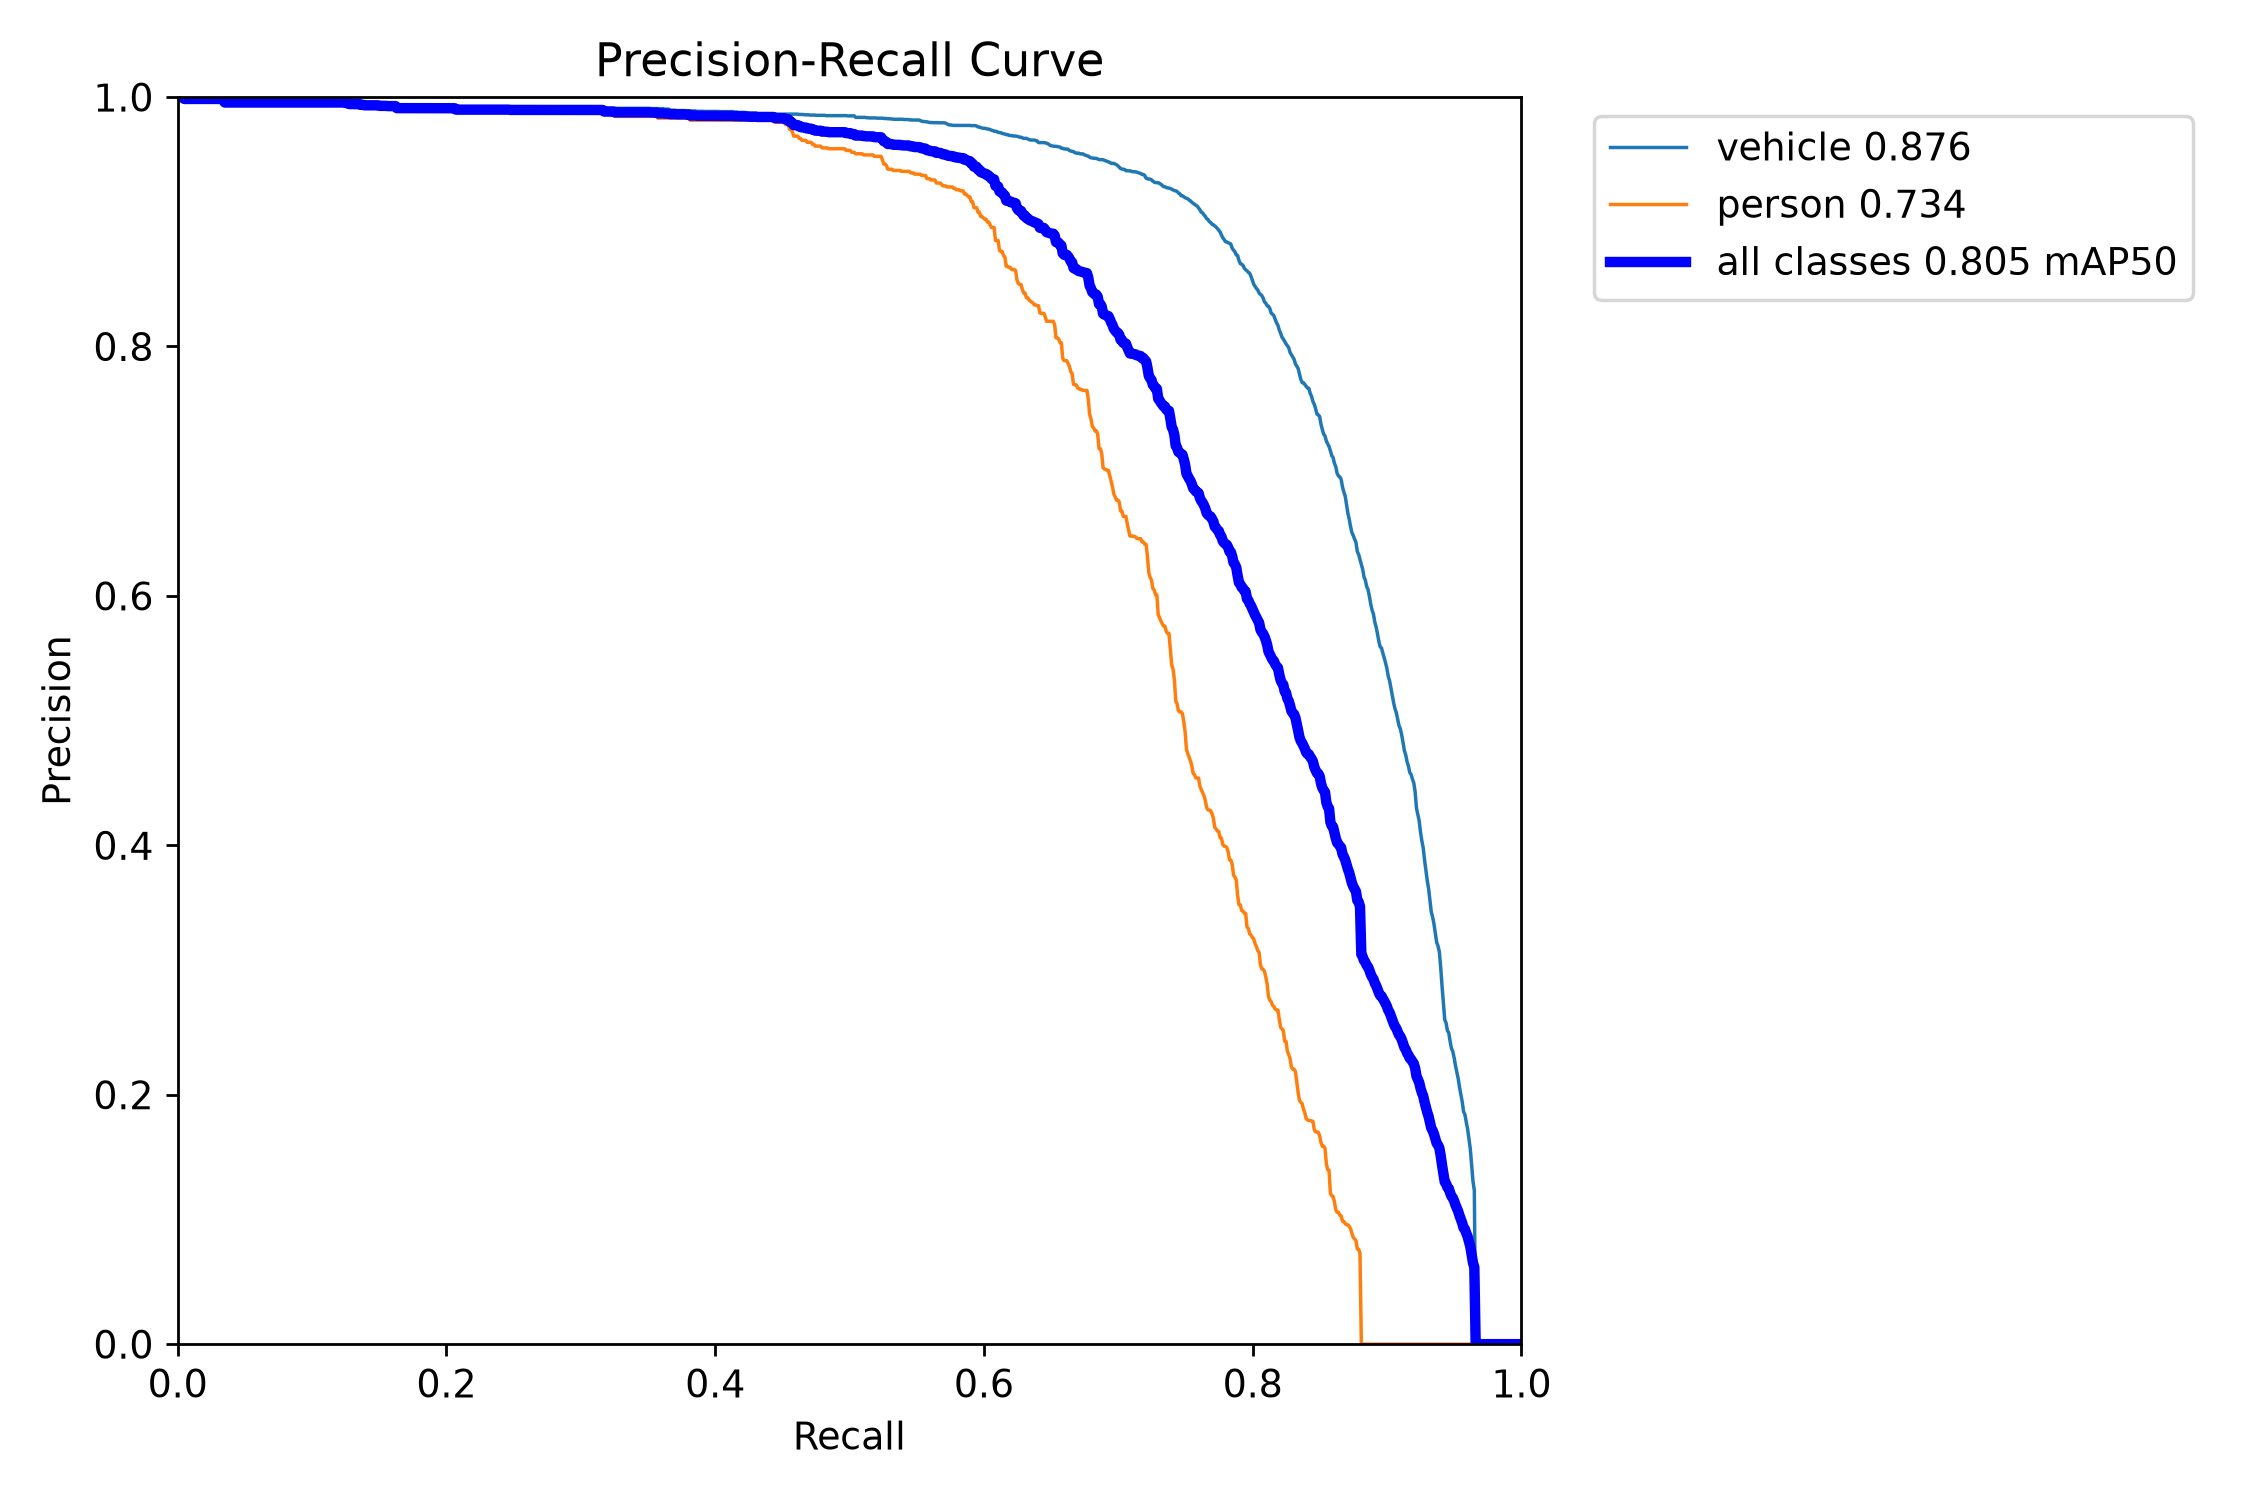 Precision-Recall Curve
vehicle 0.876
person 0.734
all classes 0.805 mAP50
Precision
1.0
0.8
0.6
0.4
0.2
0.0
0.0 0.2 0.4 0.6 0.8 1.0
Recall